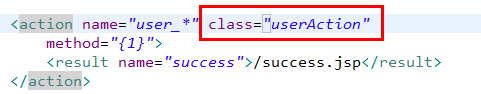 <action name="user_*" class="userAction"
method="{1}">
<result name="success">/success.jsp</result>
</action>